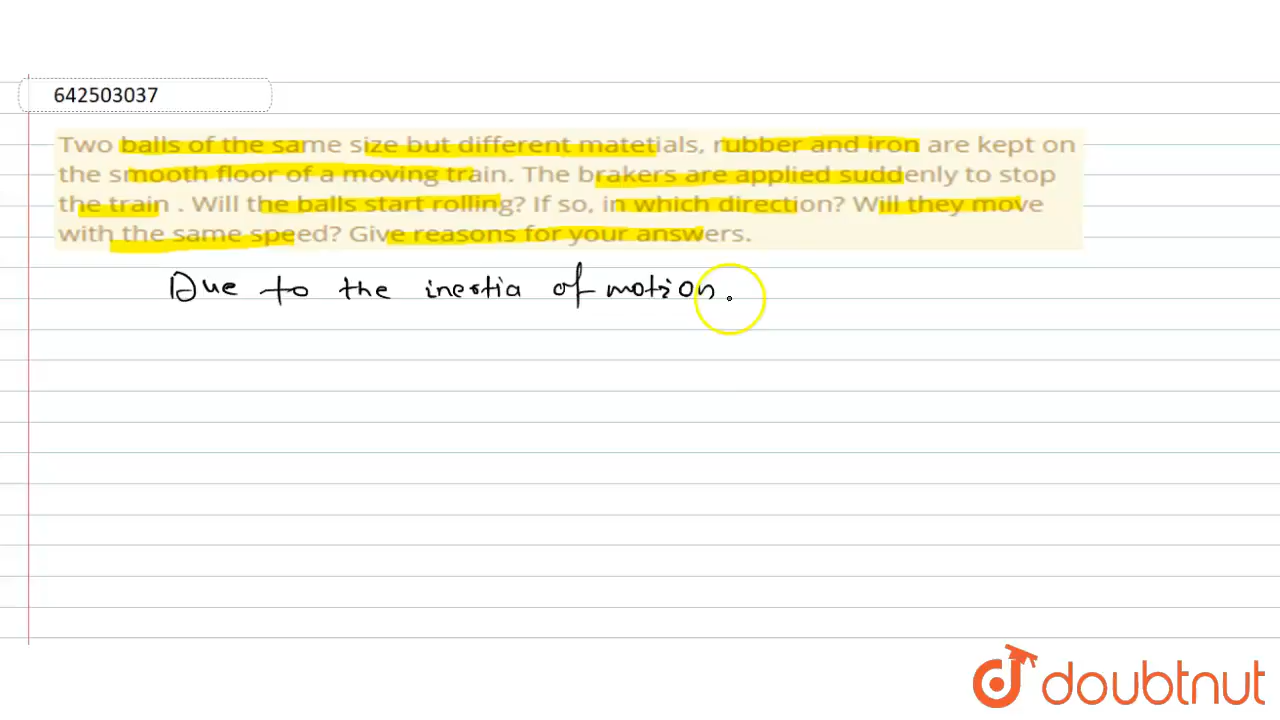 642503037
Two balls of the same size but different matetials, rubber and iron are kept on
the smooth floor of a moving train. The brakers are applied suddenly to stop
the train . Will the balls start rolling? If so, in which direction? Will they move
with the same speed? Give reasons for your answers.
Due to the inertia of motion.
doubtnut